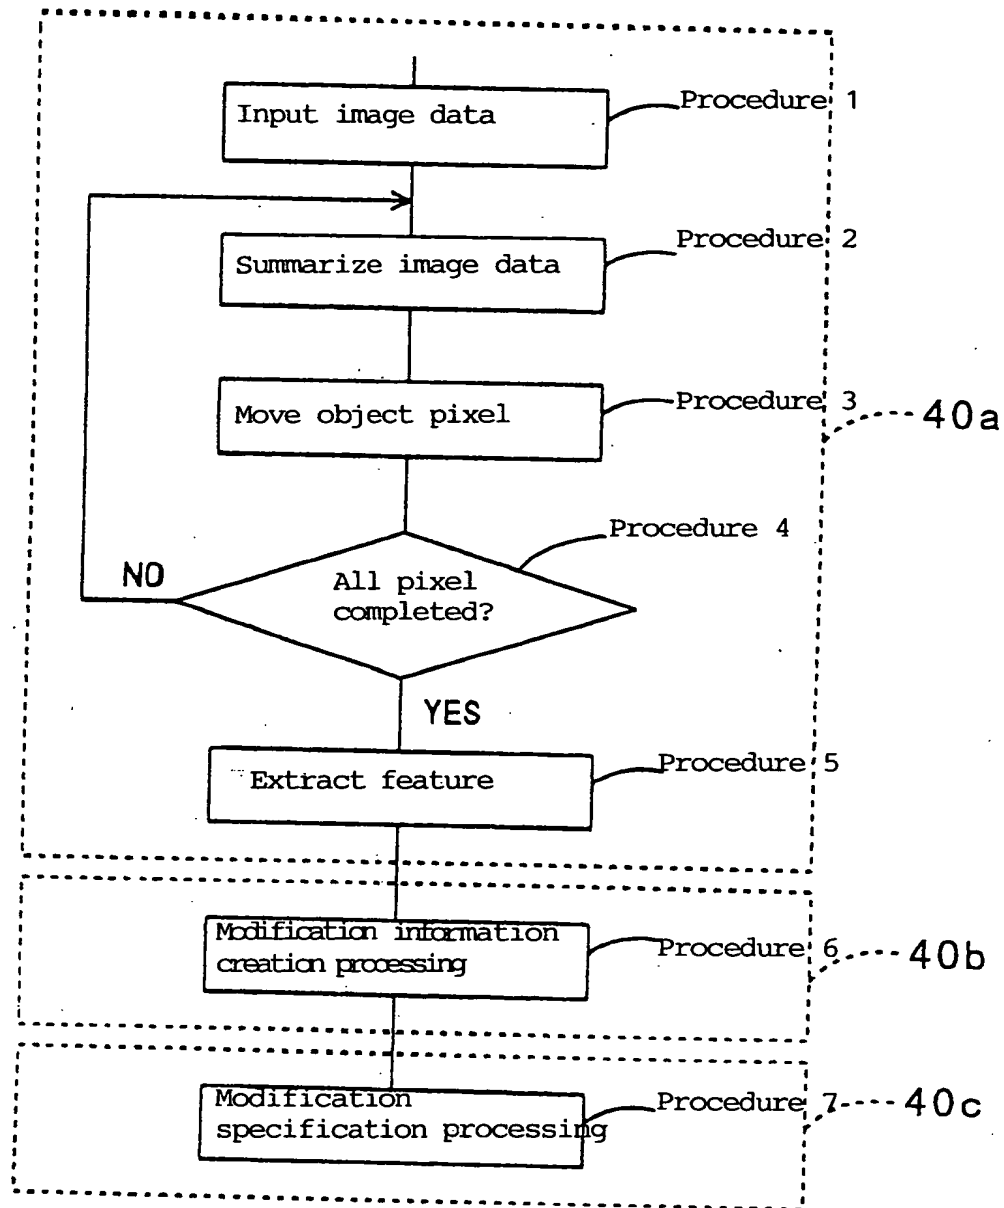 Input image data
Procedure 1
Summarize image data
Procedure 2
Move object pixel
Procedure 3
40a
Procedure 4
All pixel
completed?
NO
YES
Extract feature
Procedure 5
Modification information
creation processing
Procedure 6
40b
Modification
specification processing
Procedure 7
40c